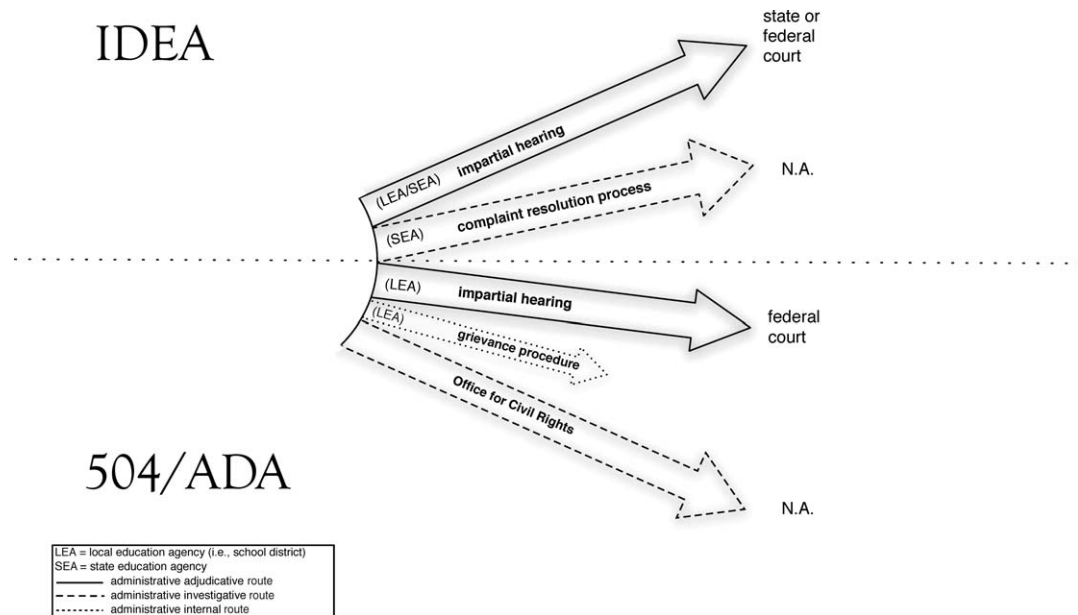 IDEA
state or
federal
court
(LEA/SEA) impartial hearing
N.A.
(SEA) complaint resolution process
(LEA) impartial hearing
federal
court
(LEA) grievance procedure
Office for Civil Rights
504/ADA
N.A.
LEA = local education agency (i.e., school district)
SEA = state education agency
administrative adjudicative route
administrative investigative route
administrative internal route